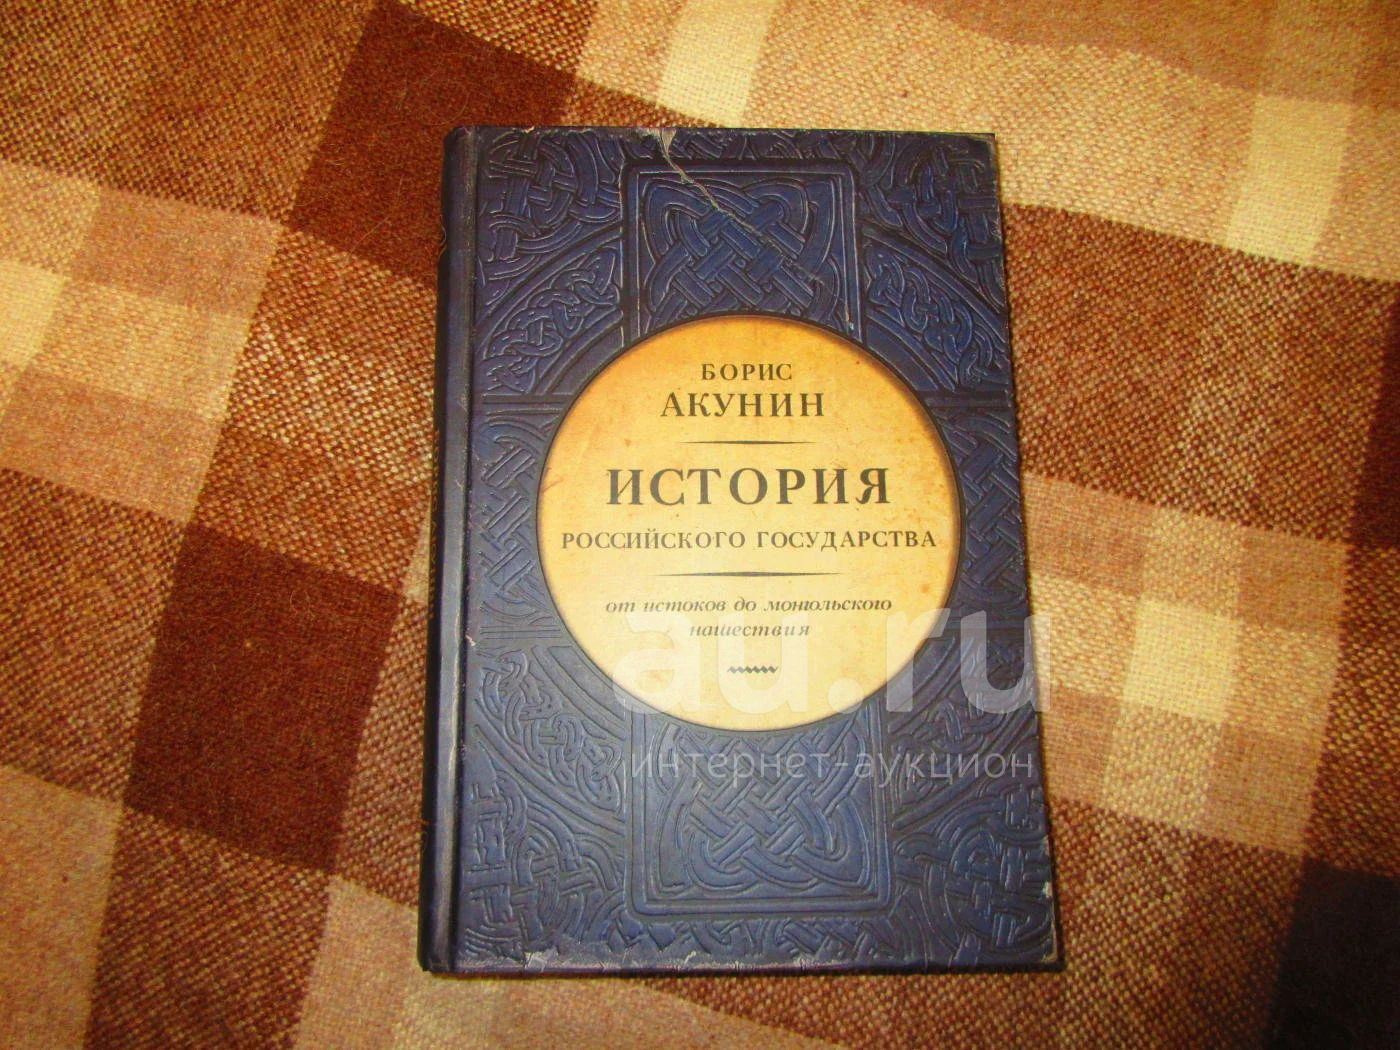 БОРИС
АКУНИН
ИСТОРИЯ
РОССИЙСКОГО ГОСУДАРСТВА
от истоков до монгольского
нашествия
au.ru
интернет-аукцион